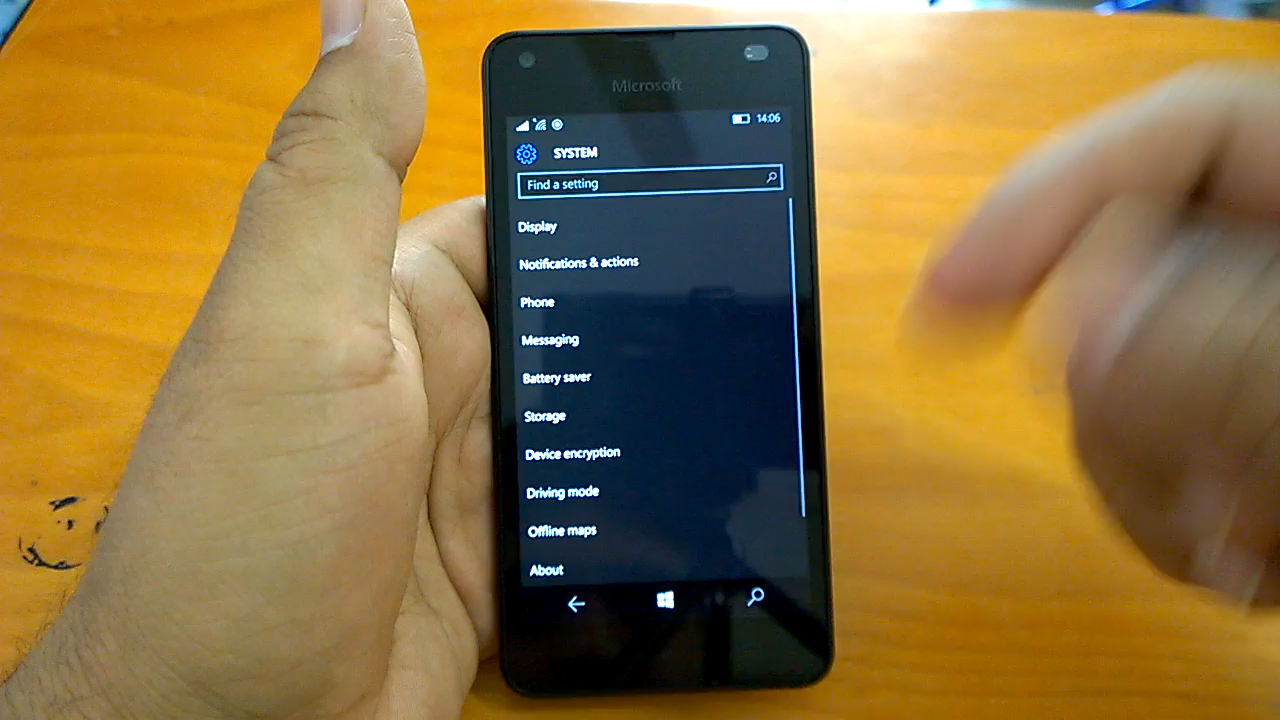 Microsoft
14:06
SYSTEM
Find a setting
Display
Notifications & actions
Phone
Messaging
Battery saver
Storage
Device encryption
Driving mode
Offline maps
About